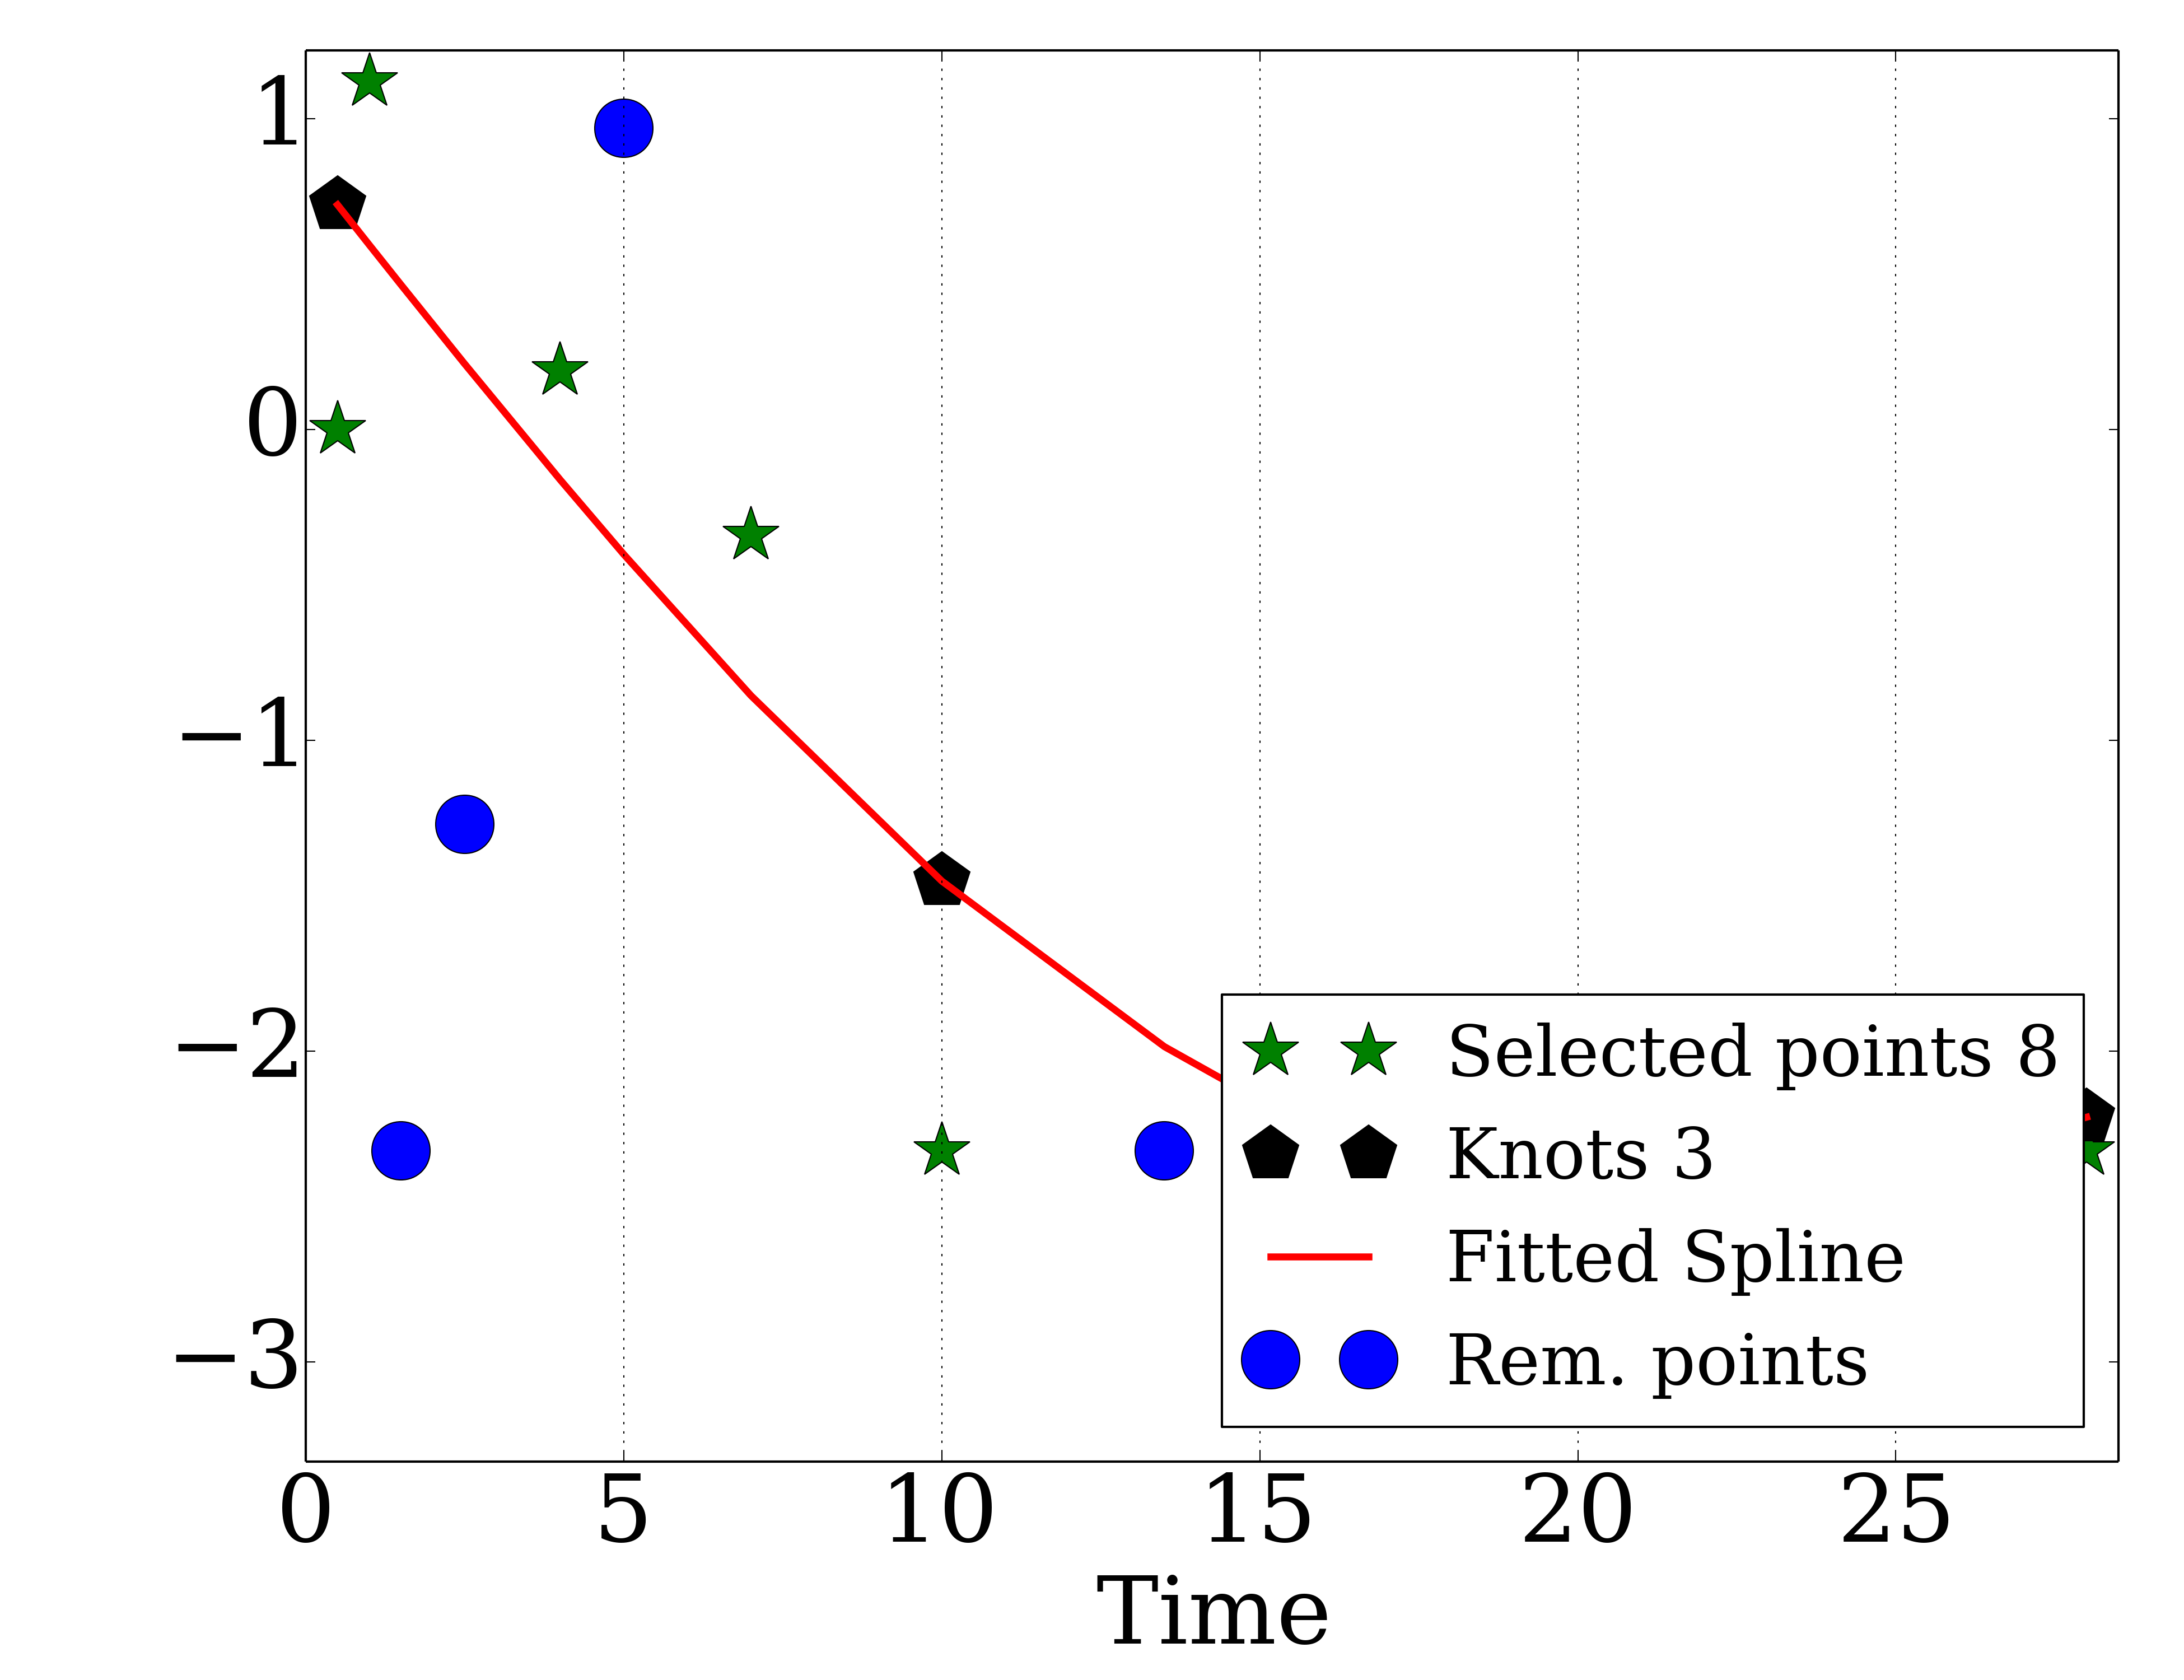 1
0
−1
−2
−3
0 5 10 15 20 25
Time
Selected points 8
Knots 3
Fitted Spline
Rem. points